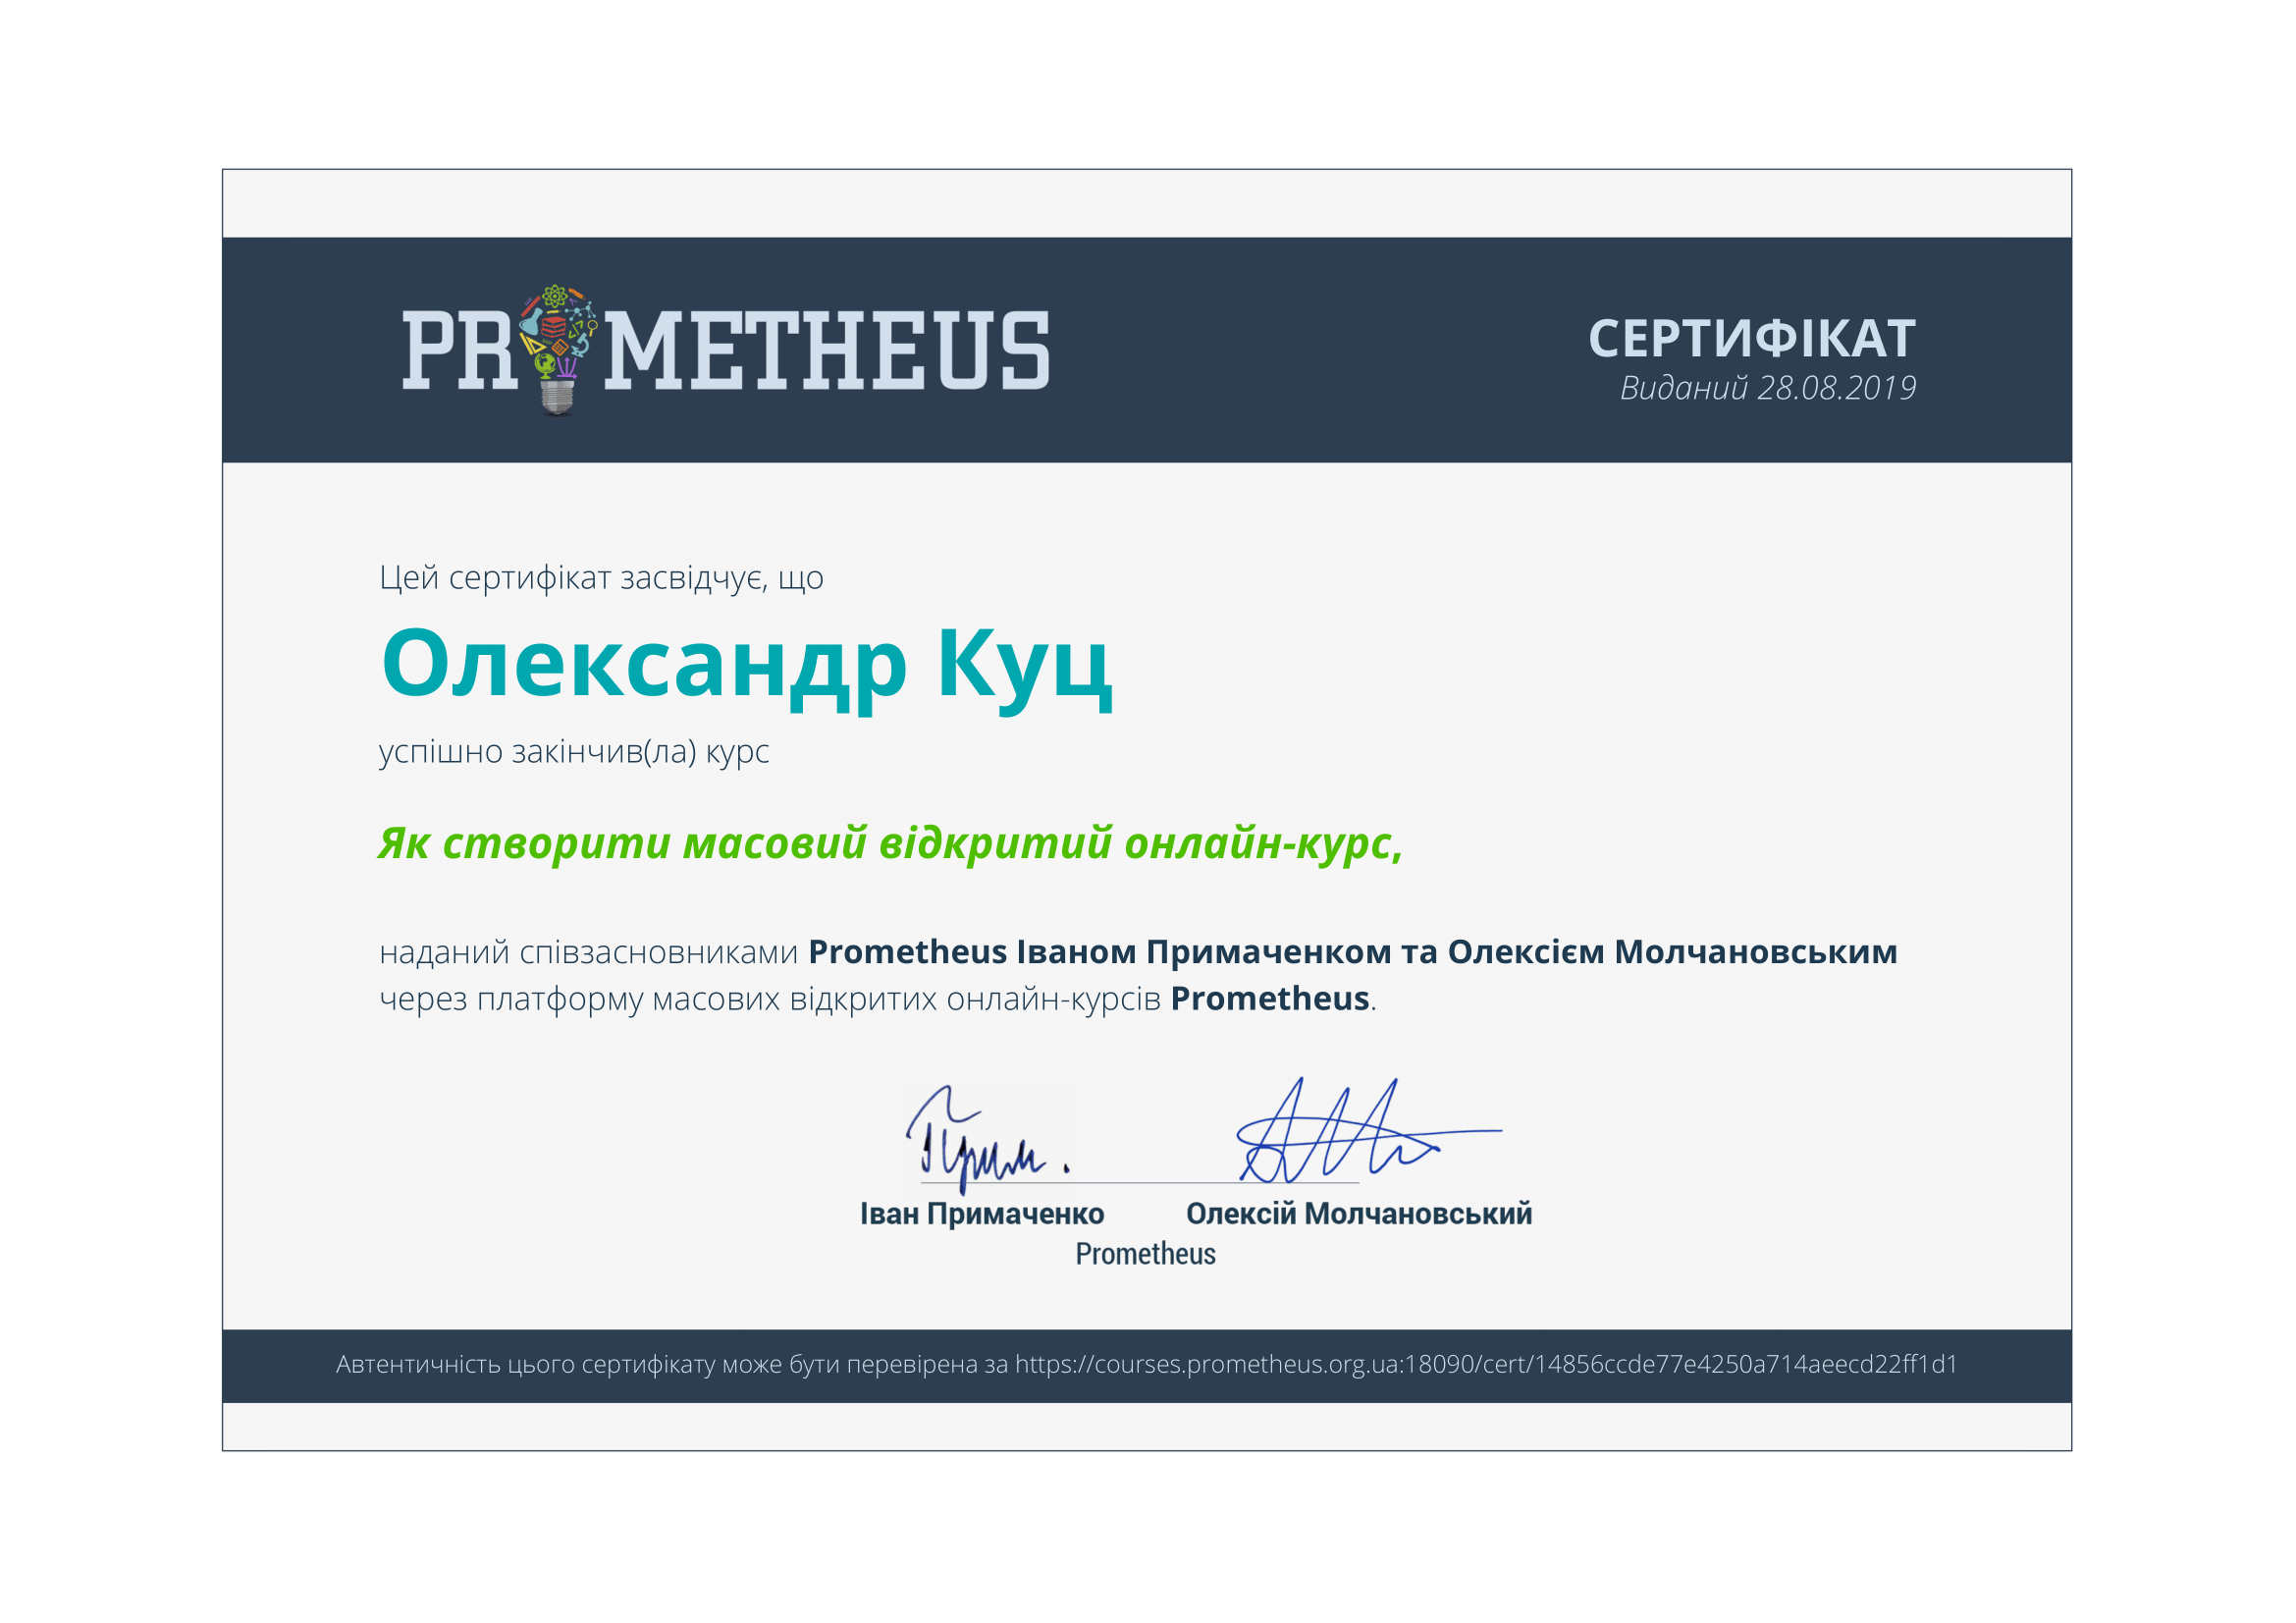 PROMETHEUS
СЕРТИФІКАТ
Виданий 28.08.2019
Цей сертифікат засвідчує, що
Олександр Куц
успішно закінчив(ла) курс
Як створити масовий відкритий онлайн-курс,
наданий співзасновниками Prometheus Іваном Примаченком та Олексієм Молчановським
через платформу масових відкритих онлайн-курсів Prometheus.
Іван Примаченко Олексій Молчановський
Prometheus
Автентичність цього сертифікату може бути перевірена за https://courses.prometheus.org.ua:18090/cert/14856ccde77e4250a714aeecd22ff1d1